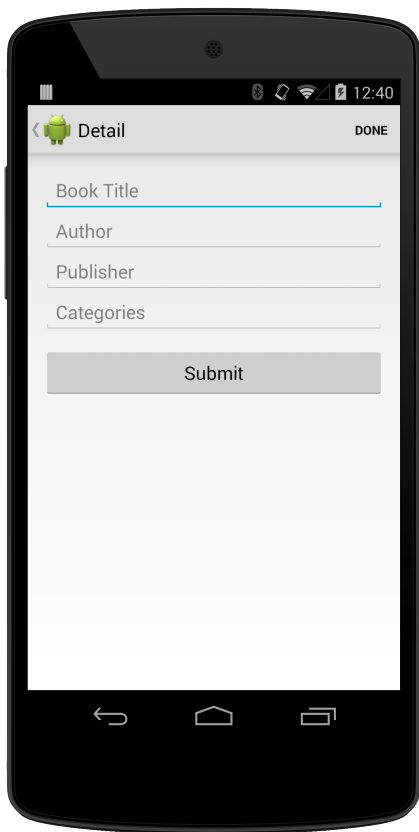 12:40
Detail DONE
Book Title
Author
Publisher
Categories
Submit